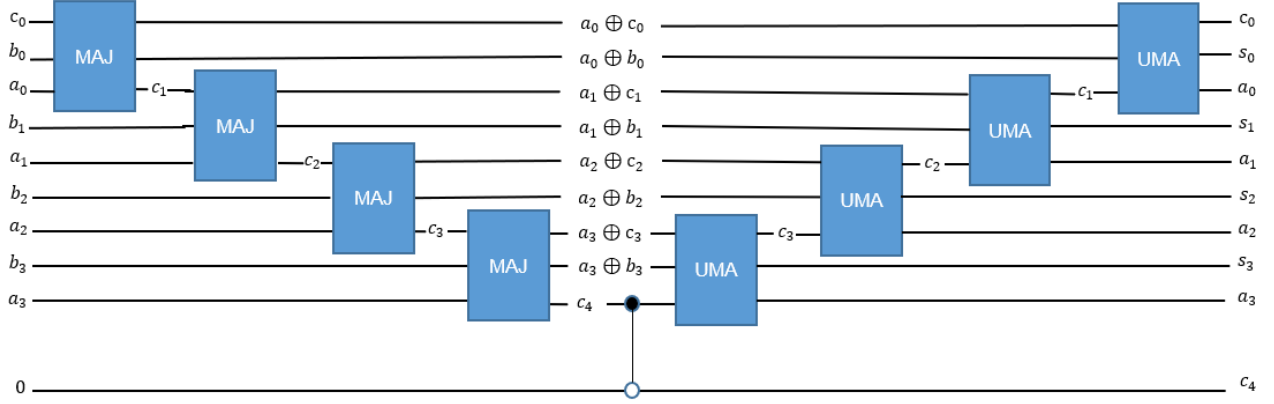 c₀ MAJ a₀ ⊕ c₀ UMA c₀
b₀ a₀ ⊕ b₀ s₀
a₀ c₁ MAJ a₁ ⊕ c₁ UMA c₁ a₀
b₁ a₁ ⊕ b₁ s₁
a₁ c₂ MAJ a₂ ⊕ c₂ UMA c₂ a₁
b₂ a₂ ⊕ b₂ s₂
a₂ c₃ MAJ a₃ ⊕ c₃ UMA c₃ a₂
b₃ a₃ ⊕ b₃ s₃
a₃ c₄ a₃
0 c₄